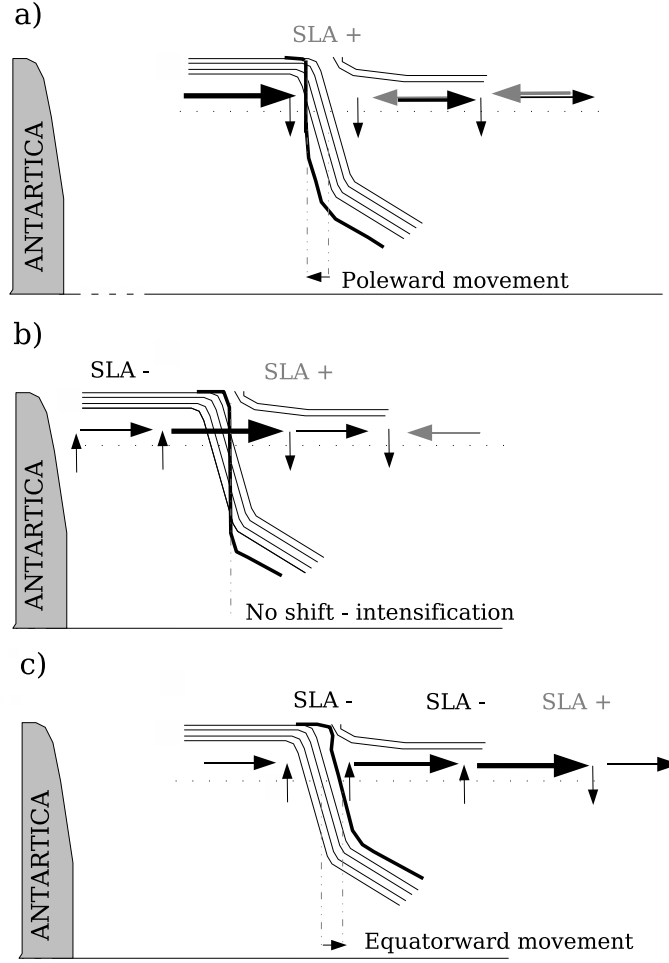 a)
SLA +
ANTARTICA
Poleward movement
b)
SLA -
SLA +
ANTARTICA
No shift - intensification
c)
SLA -
SLA -
SLA +
ANTARTICA
Equatorward movement